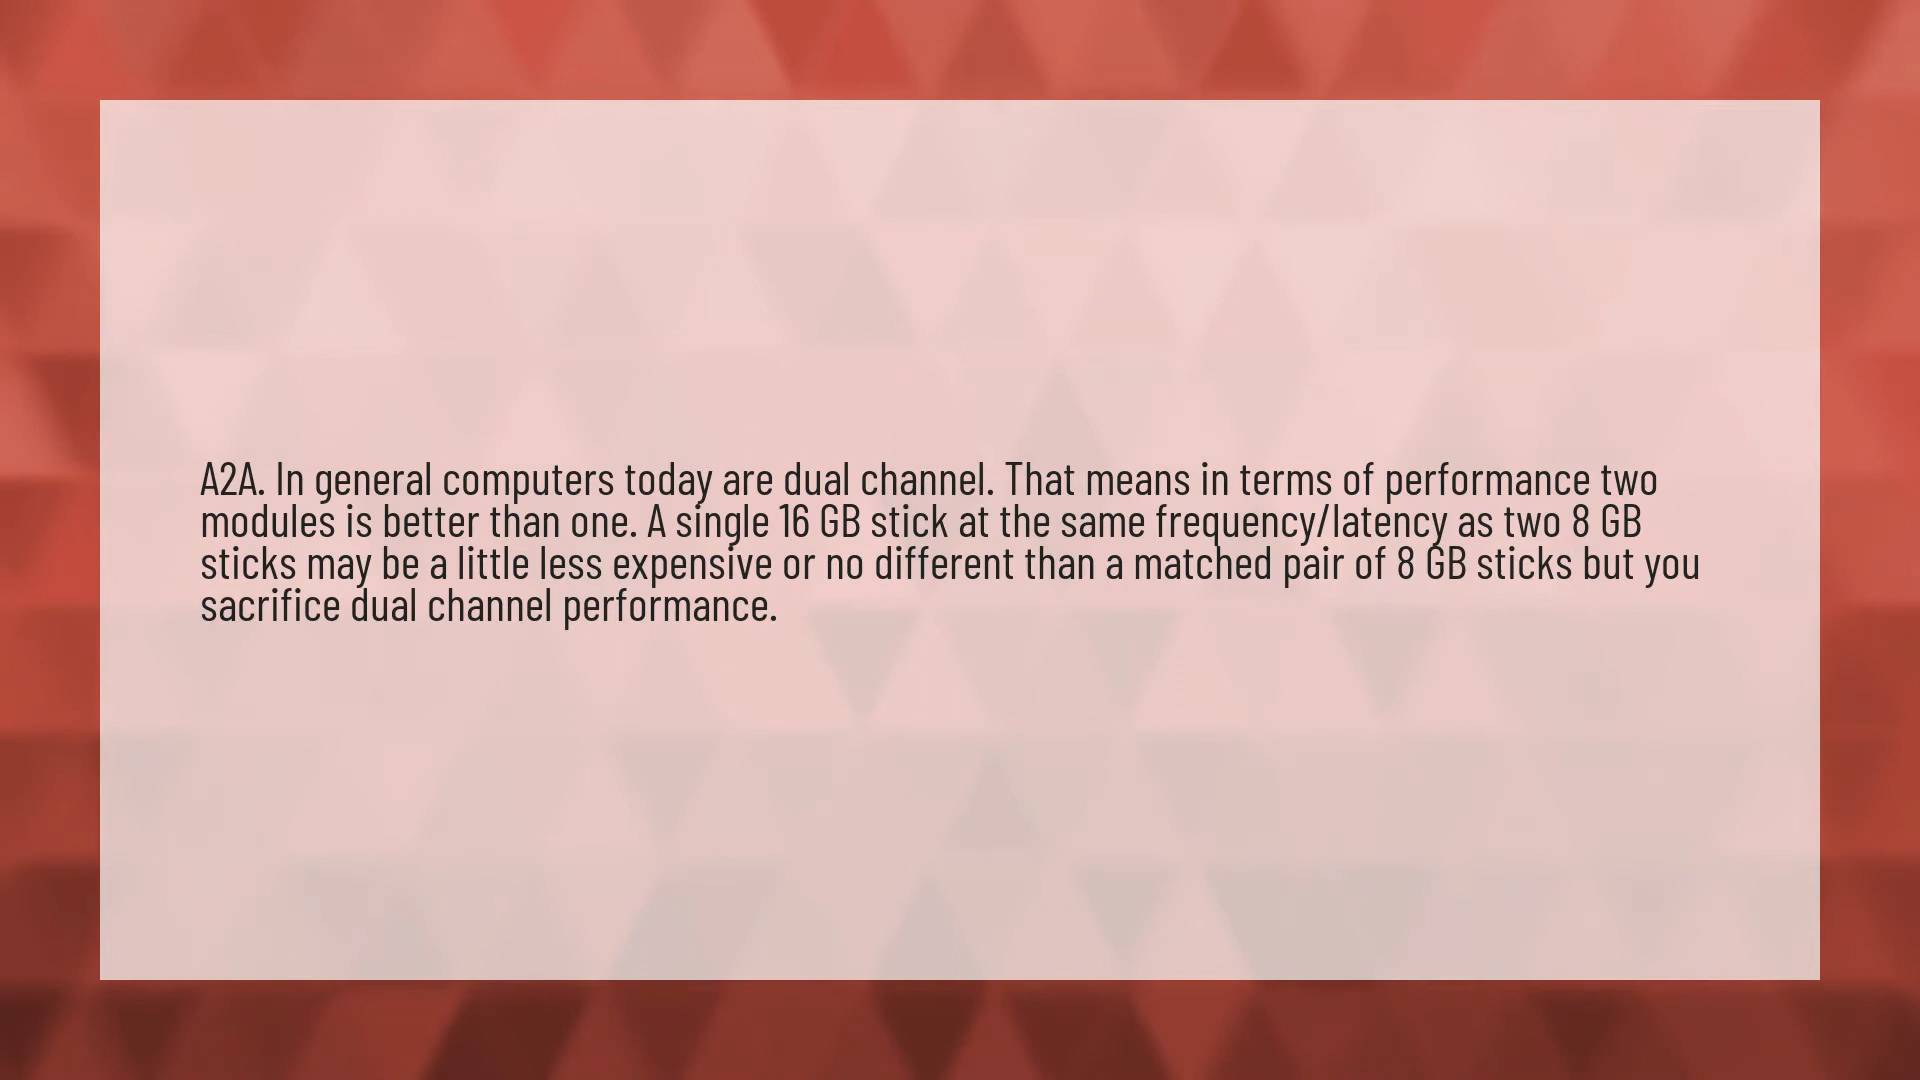 A2A. In general computers today are dual channel. That means in terms of performance two
modules is better than one. A single 16 GB stick at the same frequency/latency as two 8 GB
sticks may be a little less expensive or no different than a matched pair of 8 GB sticks but you
sacrifice dual channel performance.